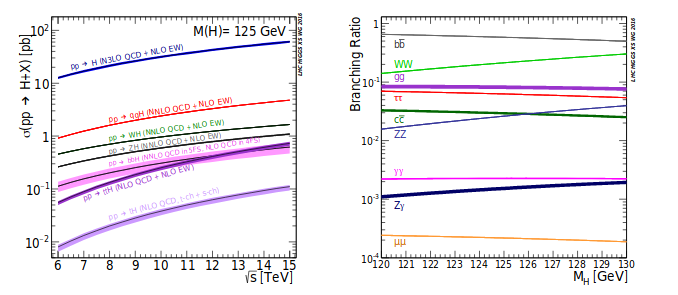 σ(pp → H+X) [pb]
M(H)= 125 GeV
LHC HIGGS XS WG 2016
pp → H (N3LO QCD + NLO EW)
pp → qqH (NNLO QCD + NLO EW)
pp → WH (NNLO QCD + NLO EW)
pp → ZH (NNLO QCD + NLO EW)
pp → bbH (NNLO QCD in 5FS, NLO QCD in 4FS)
pp → ttH (NLO QCD + NLO EW)
pp → tH (NLO QCD, t-ch + s-ch)
10²
10
1
10⁻¹
10⁻²
6 7 8 9 10 11 12 13 14 15
√s [TeV]
Branching Ratio
LHC HIGGS XS WG 2016
1
10⁻¹
10⁻²
10⁻³
10⁻⁴
bb̄
WW
gg
ττ
cc̄
ZZ
γγ
Zγ
μμ
120 121 122 123 124 125 126 127 128 129 130
M_H [GeV]